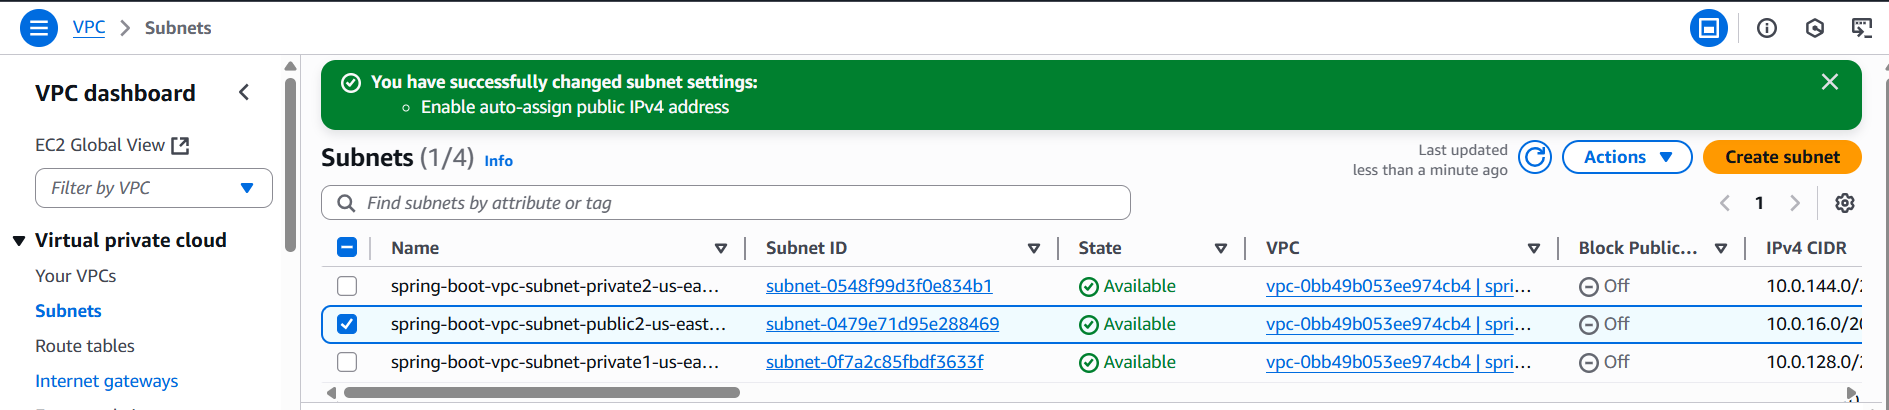 VPC > Subnets
VPC dashboard
EC2 Global View
Filter by VPC
Virtual private cloud
Your VPCs
Subnets
Route tables
Internet gateways
You have successfully changed subnet settings:
Enable auto-assign public IPv4 address
Subnets (1/4) Info
Last updated
less than a minute ago
Actions
Create subnet
Find subnets by attribute or tag
1
Name Subnet ID State VPC Block Public... IPv4 CIDR
spring-boot-vpc-subnet-private2-us-ea... subnet-0548f99d3f0e834b1 Available vpc-0bb49b053ee974cb4 | spri... Off 10.0.144.0/
spring-boot-vpc-subnet-public2-us-east... subnet-0479e71d95e288469 Available vpc-0bb49b053ee974cb4 | spri... Off 10.0.16.0/20
spring-boot-vpc-subnet-private1-us-ea... subnet-0f7a2c85fbdf3633f Available vpc-0bb49b053ee974cb4 | spri... Off 10.0.128.0/